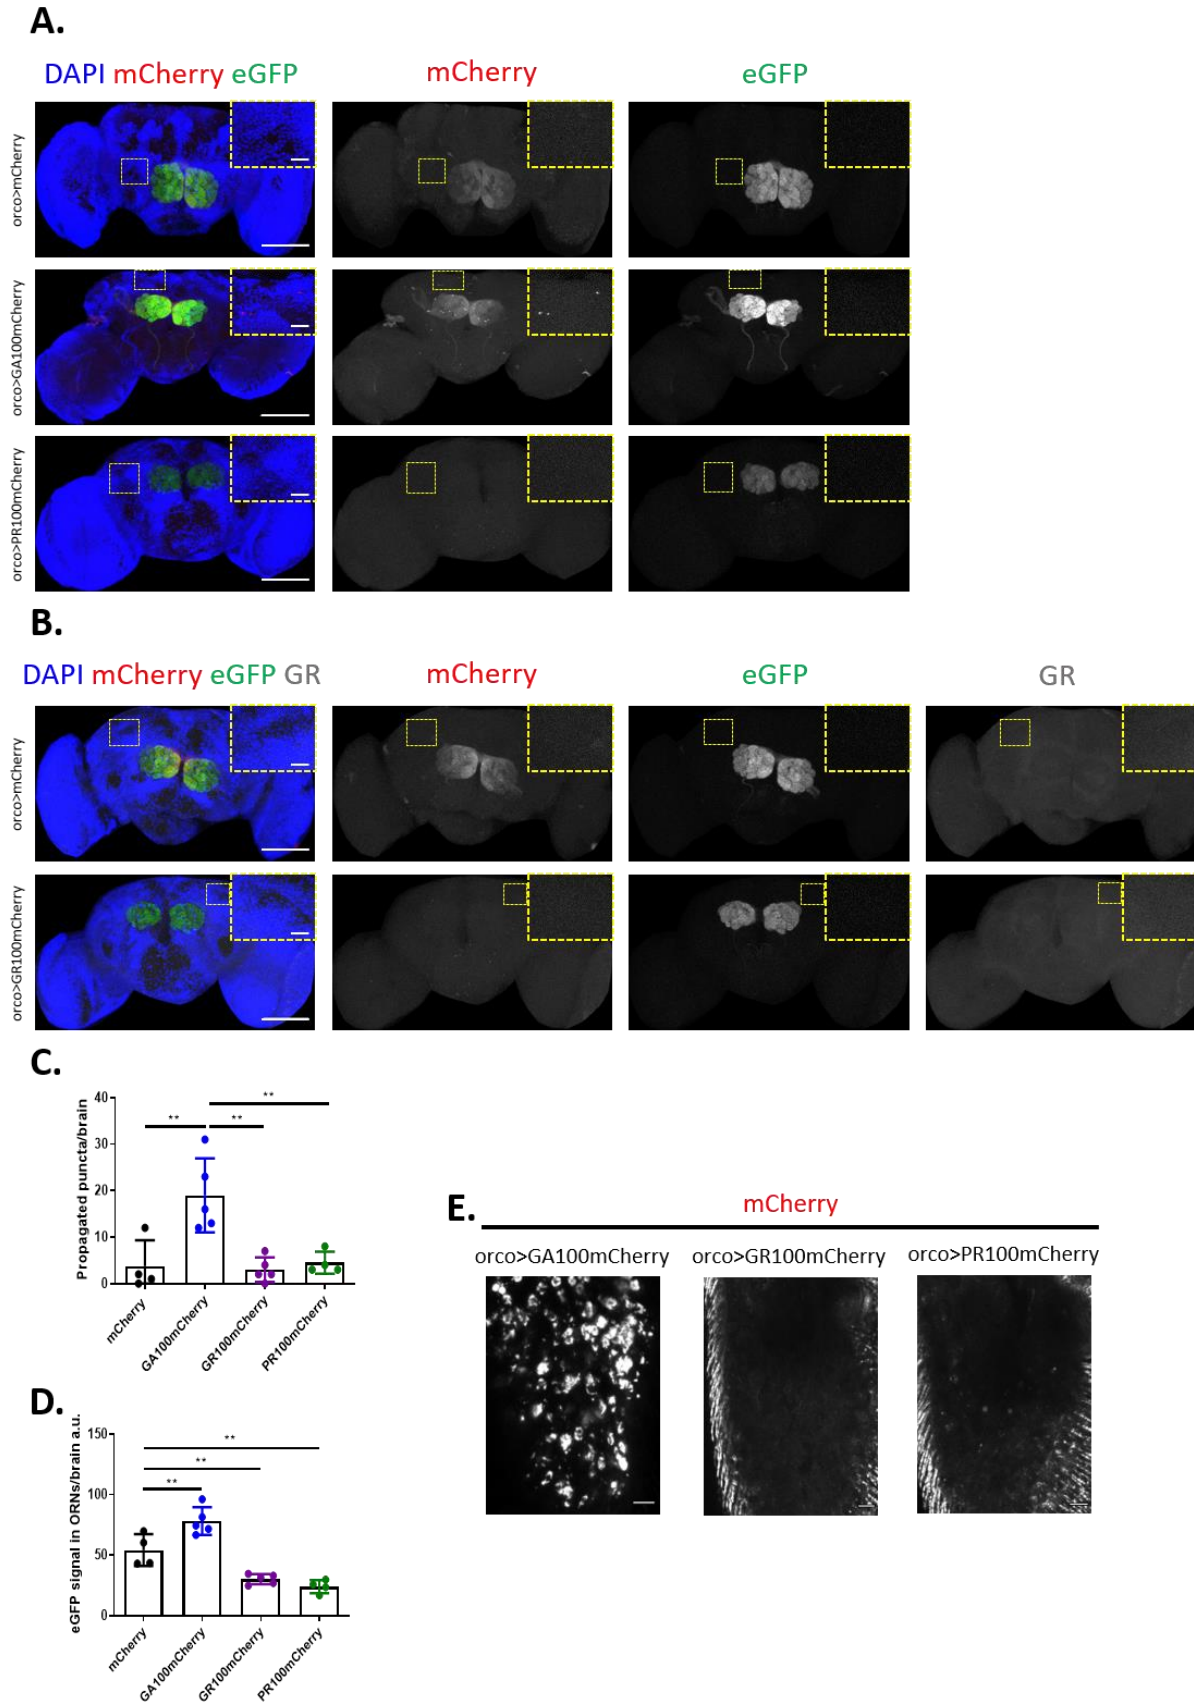 A.
DAPI mCherry eGFP
mCherry
eGFP
orco>mCherry
orco>GA100mCherry
orco>PR100mCherry
B.
DAPI mCherry eGFP GR
mCherry
eGFP
GR
orco>mCherry
orco>GR100mCherry
C.
Propagated puncta/brain
40
30
20
10
0
**
** **
mCherry
GA100mCherry
GR100mCherry
PR100mCherry
D.
eGFP signal in ORNs/brain a.u.
150
100
50
0
**
**
**
mCherry
GA100mCherry
GR100mCherry
PR100mCherry
E.
mCherry
orco>GA100mCherry
orco>GR100mCherry
orco>PR100mCherry